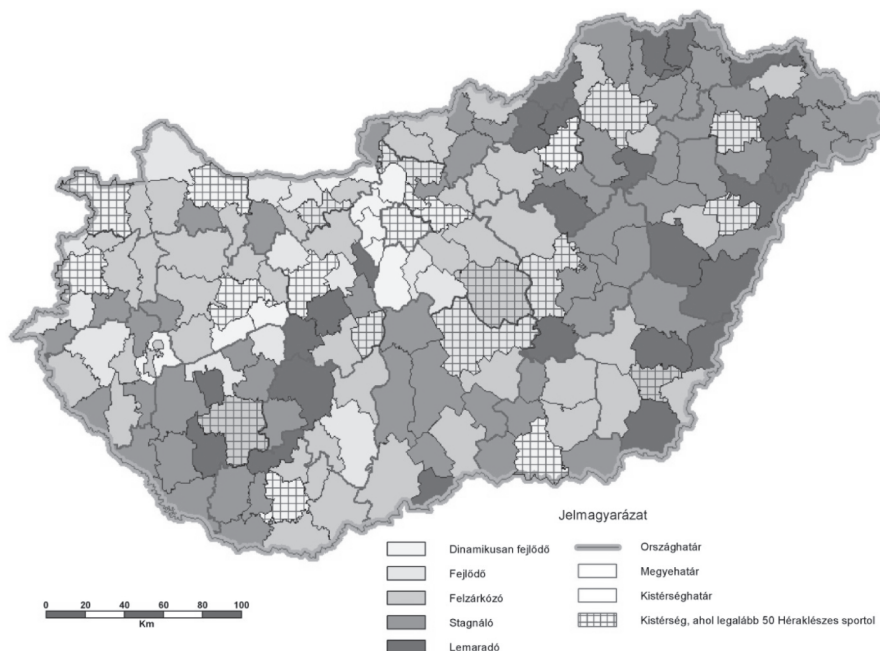 Jelmagyarázat
Dinamikusan fejlődő
Fejlődő
Felzárkózó
Stagnáló
Lemaradó
Országhatár
Megyehatár
Kistérséghatár
Kistérség, ahol legalább 50 Héraklészes sportol
0 20 40 60 80 100
Km